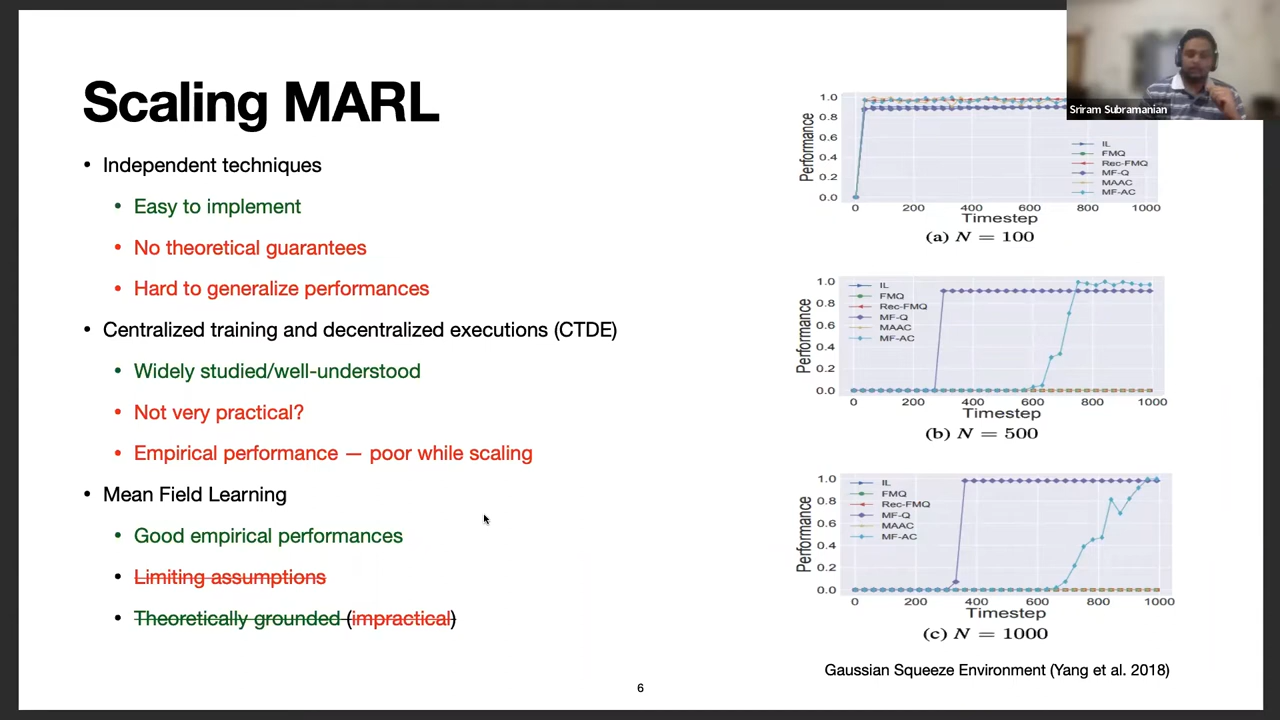 Scaling MARL
• Independent techniques
• Easy to implement
• No theoretical guarantees
• Hard to generalize performances
• Centralized training and decentralized executions (CTDE)
• Widely studied/well-understood
• Not very practical?
• Empirical performance — poor while scaling
• Mean Field Learning
• Good empirical performances
• Limiting assumptions
• Theoretically grounded (impractical)
Sriram Subramanian
Performance
1.0
0.8
0.6
0.4
0.2
0.0
IL
FMQ
Rec-FMQ
MF-Q
MAAC
MF-AC
0 200 400 600 800 1000
Timestep
(a) N = 100
Performance
1.0
0.8
0.6
0.4
0.2
0.0
IL
FMQ
Rec-FMQ
MF-Q
MAAC
MF-AC
0 200 400 600 800 1000
Timestep
(b) N = 500
Performance
1.0
0.8
0.6
0.4
0.2
0.0
IL
FMQ
Rec-FMQ
MF-Q
MAAC
MF-AC
0 200 400 600 800 1000
Timestep
(c) N = 1000
Gaussian Squeeze Environment (Yang et al. 2018)
6